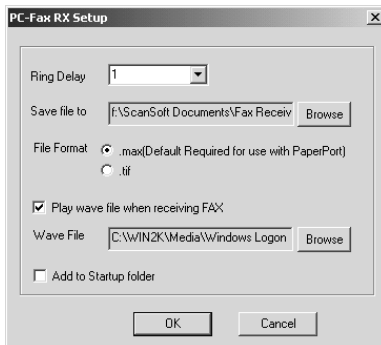 PC-Fax RX Setup
Ring Delay 1
Save file to f:\ScanSoft Documents\Fax Receiv Browse
File Format .max(Default Required for use with PaperPort)
.tif
Play wave file when receiving FAX
Wave File C:\WIN2K\Media\Windows Logon Browse
Add to Startup folder
OK Cancel